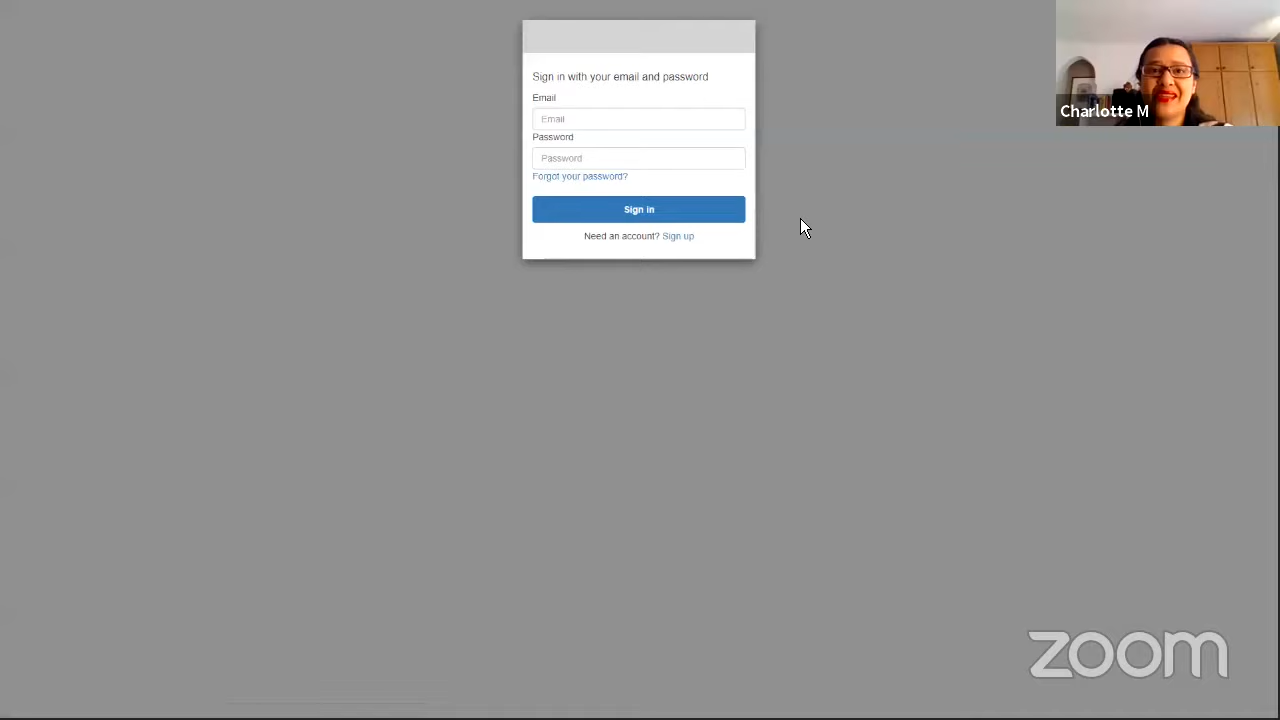 Sign in with your email and password
Email
Email
Password
Password
Forgot your password?
Sign in
Need an account? Sign up
Charlotte M
zoom